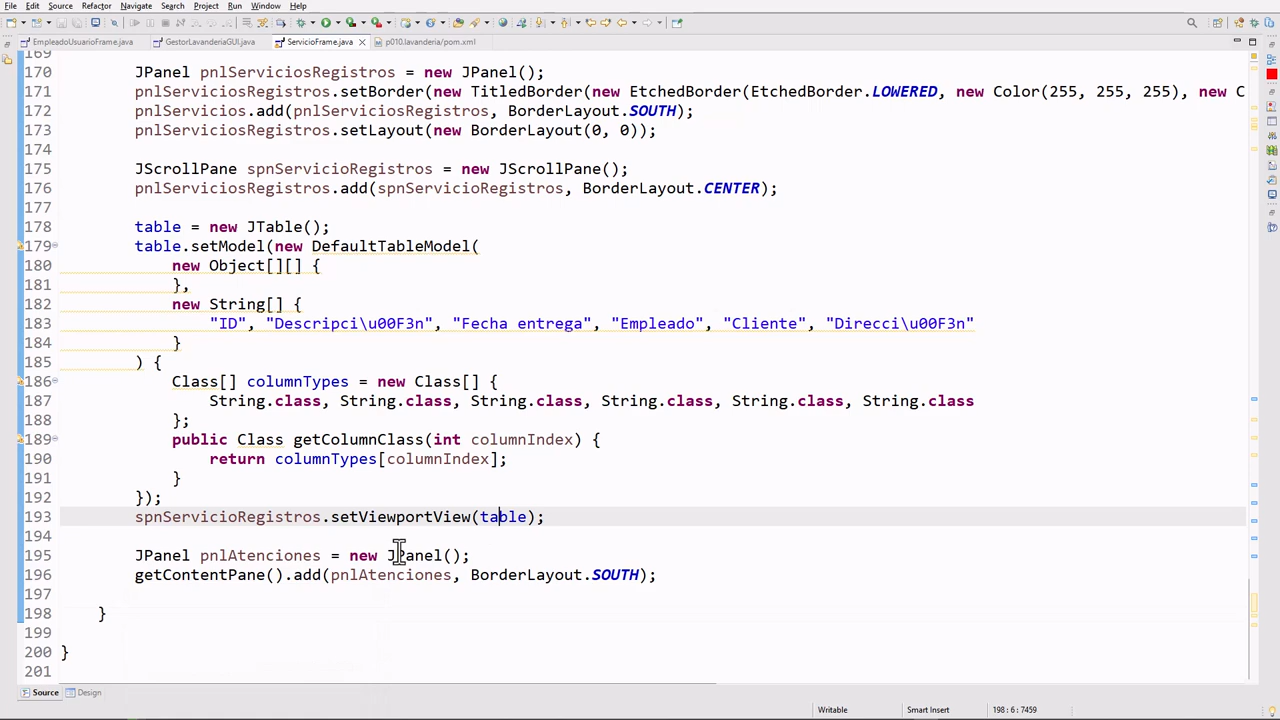 File Edit Source Refactor Navigate Search Project Run Window Help
EmpleadoUsuarioFrame.java GestorLavanderiaGUI.java ServicioFrame.java p010.lavanderia/pom.xml
169
170 JPanel pnlServiciosRegistros = new JPanel();
171 pnlServiciosRegistros.setBorder(new TitledBorder(new EtchedBorder(EtchedBorder.LOWERED, new Color(255, 255, 255), new C
172 pnlServicios.add(pnlServiciosRegistros, BorderLayout.SOUTH);
173 pnlServiciosRegistros.setLayout(new BorderLayout(0, 0));
174
175 JScrollPane spnServicioRegistros = new JScrollPane();
176 pnlServiciosRegistros.add(spnServicioRegistros, BorderLayout.CENTER);
177
178 table = new JTable();
179 table.setModel(new DefaultTableModel(
180 new Object[][] {
181 },
182 new String[] {
183 "ID", "Descripci\u00F3n", "Fecha entrega", "Empleado", "Cliente", "Direcci\u00F3n"
184 }
185 ) {
186 Class[] columnTypes = new Class[] {
187 String.class, String.class, String.class, String.class, String.class, String.class
188 };
189 public Class getColumnClass(int columnIndex) {
190 return columnTypes[columnIndex];
191 }
192 });
193 spnServicioRegistros.setViewportView(table);
194
195 JPanel pnlAtenciones = new JPanel();
196 getContentPane().add(pnlAtenciones, BorderLayout.SOUTH);
197
198 }
199
200 }
201
Source Design
Writable Smart Insert 198 : 6 : 7459